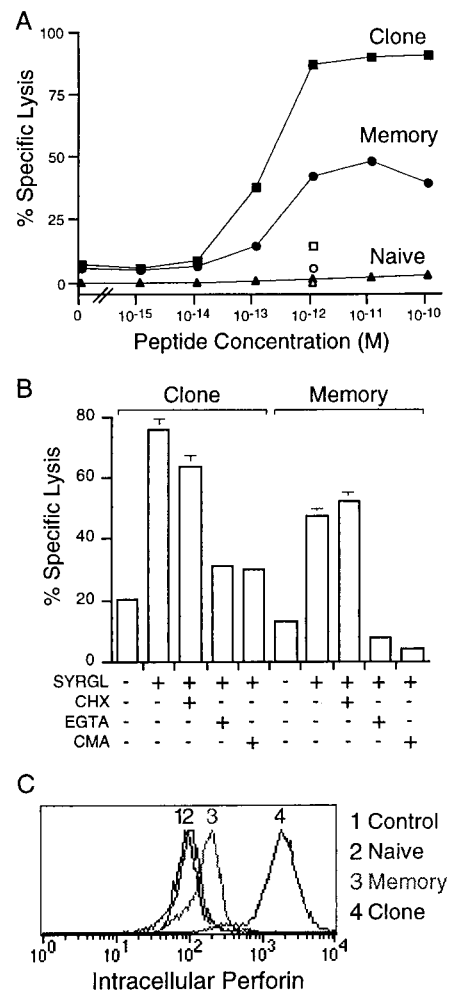 A
% Specific Lysis
100
75
50
25
0
Clone
Memory
Naive
0 10-15 10-14 10-13 10-12 10-11 10-10
Peptide Concentration (M)
B
Clone Memory
% Specific Lysis
80
60
40
20
0
SYRGL - + + + + - + + + +
CHX - - + - - - - + - -
EGTA - - - + - - - - + -
CMA - - - - + - - - - +
C
12 3 4
1 Control
2 Naive
3 Memory
4 Clone
10^0 10^1 10^2 10^3 10^4
Intracellular Perforin